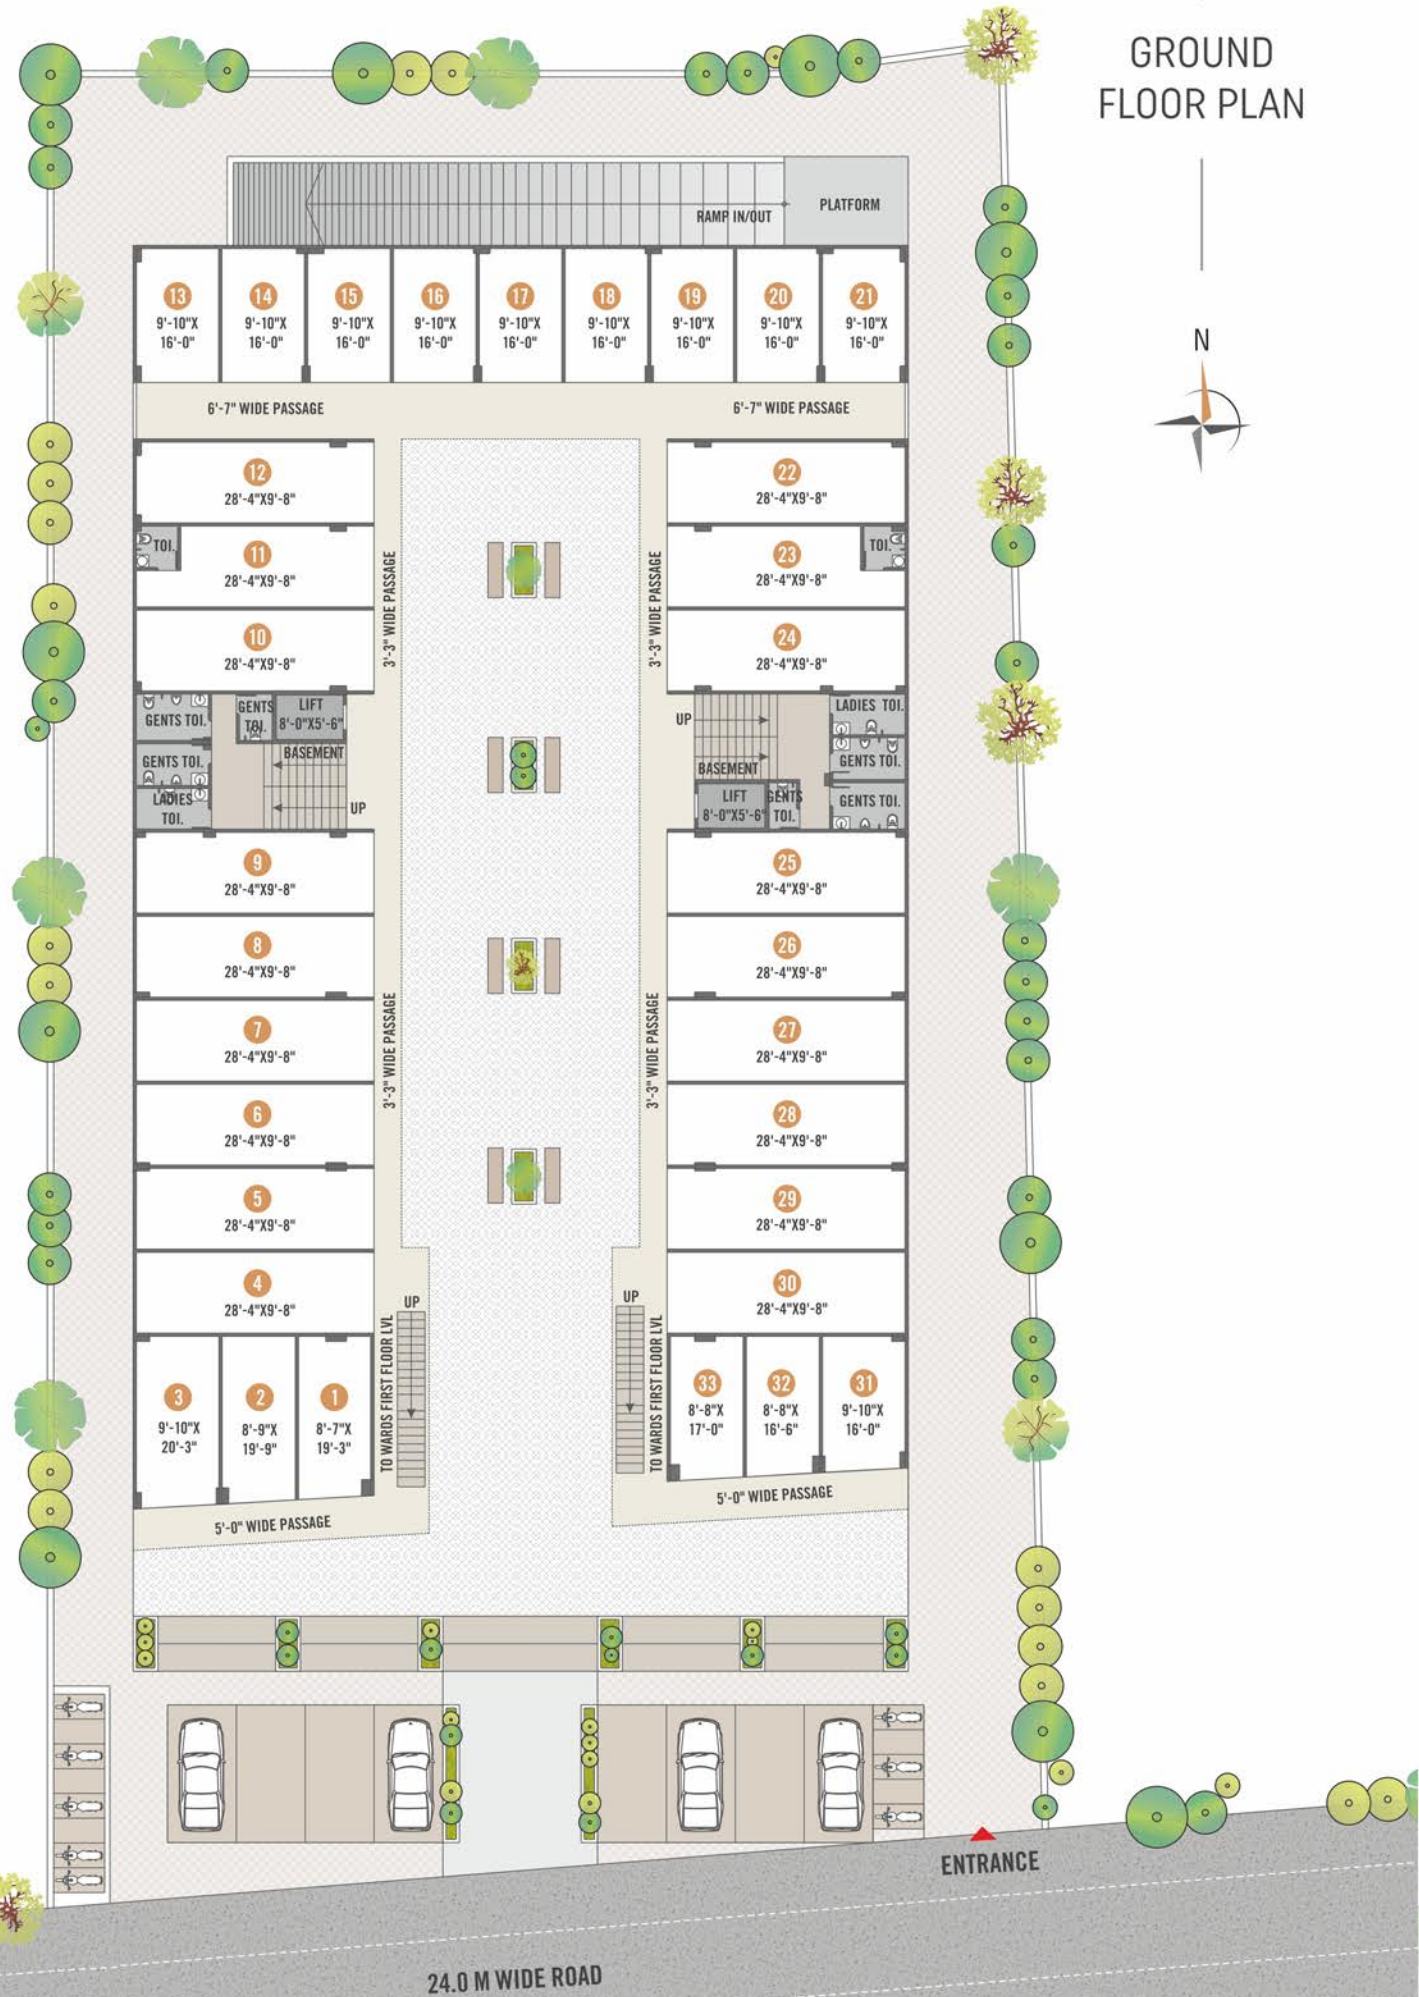 GROUND
FLOOR PLAN
N
RAMP IN/OUT
PLATFORM
13
9'-10"X
16'-0"
14
9'-10"X
16'-0"
15
9'-10"X
16'-0"
16
9'-10"X
16'-0"
17
9'-10"X
16'-0"
18
9'-10"X
16'-0"
19
9'-10"X
16'-0"
20
9'-10"X
16'-0"
21
9'-10"X
16'-0"
6'-7" WIDE PASSAGE
6'-7" WIDE PASSAGE
12
28'-4"X9'-8"
TOI.
11
28'-4"X9'-8"
10
28'-4"X9'-8"
3'-3" WIDE PASSAGE
3'-3" WIDE PASSAGE
22
28'-4"X9'-8"
23
28'-4"X9'-8"
TOI.
24
28'-4"X9'-8"
GENTS TOI.
GENTS
TOI.
LIFT
8'-0"X5'-6"
GENTS TOI.
BASEMENT
LADIES
TOI.
UP
UP
LADIES TOI.
BASEMENT
GENTS TOI.
LIFT
8'-0"X5'-6"
GENTS
TOI.
GENTS TOI.
9
28'-4"X9'-8"
8
28'-4"X9'-8"
7
28'-4"X9'-8"
6
28'-4"X9'-8"
5
28'-4"X9'-8"
4
28'-4"X9'-8"
3'-3" WIDE PASSAGE
3'-3" WIDE PASSAGE
25
28'-4"X9'-8"
26
28'-4"X9'-8"
27
28'-4"X9'-8"
28
28'-4"X9'-8"
29
28'-4"X9'-8"
30
28'-4"X9'-8"
3
9'-10"X
20'-3"
2
8'-9"X
19'-9"
1
8'-7"X
19'-3"
TO WARDS FIRST FLOOR LVL
UP
UP
TO WARDS FIRST FLOOR LVL
33
8'-8"X
17'-0"
32
8'-8"X
16'-6"
31
9'-10"X
16'-0"
5'-0" WIDE PASSAGE
5'-0" WIDE PASSAGE
ENTRANCE
24.0 M WIDE ROAD